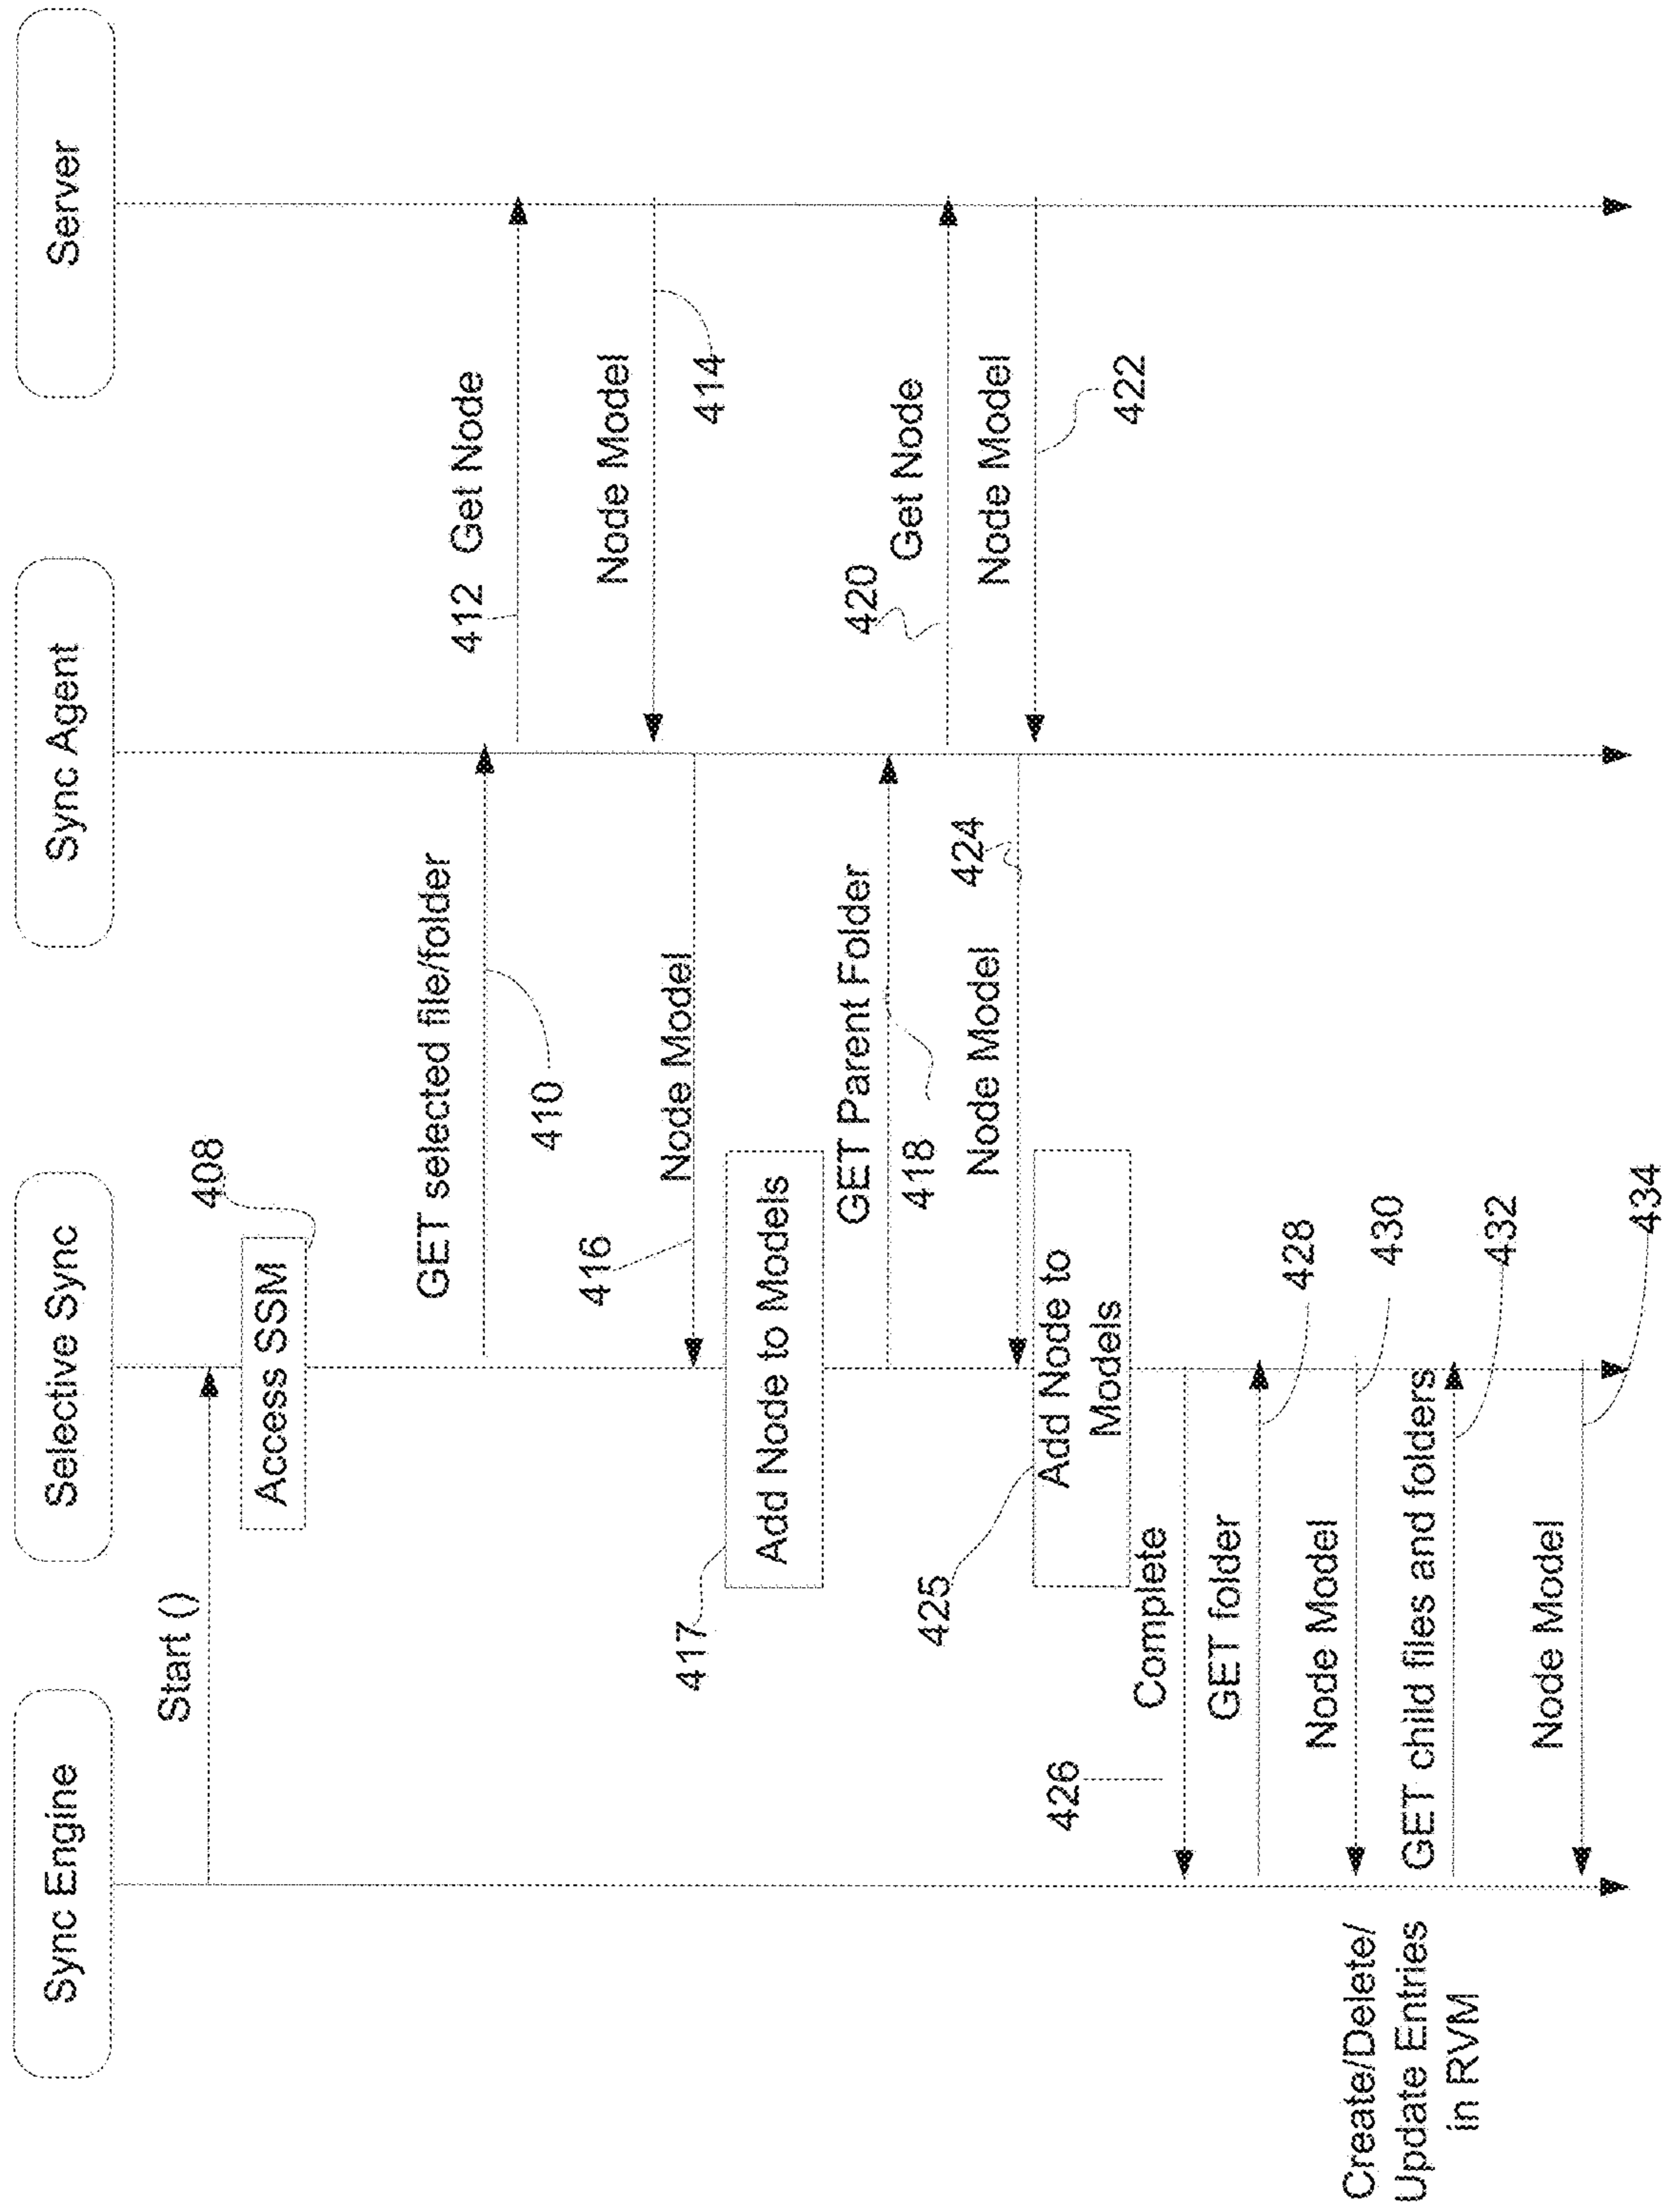 Sync Engine
Selective Sync
Sync Agent
Server
Start ()
408
Access SSM
GET selected file/folder
410
412 Get Node
Node Model
414
416
Node Model
417
Add Node to Models
GET Parent Folder
418
420
Get Node
Node Model
422
424
Node Model
425
Add Node to
Models
426
Complete
GET folder
428
Node Model
430
Create/Delete/
Update Entries
in RVM
GET child files and folders
432
Node Model
434